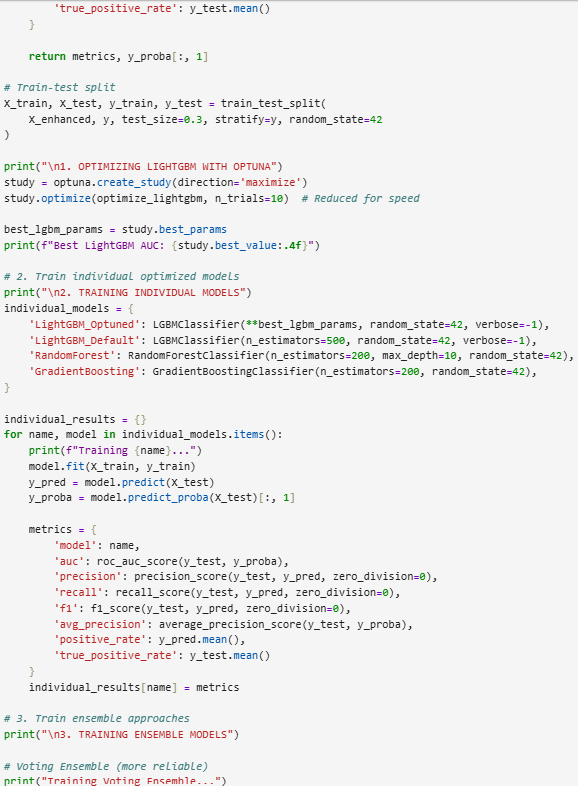 'true_positive_rate': y_test.mean()
    }

    return metrics, y_proba[:, 1]

# Train-test split
X_train, X_test, y_train, y_test = train_test_split(
    X_enhanced, y, test_size=0.3, stratify=y, random_state=42
)

print("\n1. OPTIMIZING LIGHTGBM WITH OPTUNA")
study = optuna.create_study(direction='maximize')
study.optimize(optimize_lightgbm, n_trials=10)  # Reduced for speed

best_lgbm_params = study.best_params
print(f"Best LightGBM AUC: {study.best_value:.4f}")

# 2. Train individual optimized models
print("\n2. TRAINING INDIVIDUAL MODELS")
individual_models = {
    'LightGBM_Optuned': LGBMClassifier(**best_lgbm_params, random_state=42, verbose=-1),
    'LightGBM_Default': LGBMClassifier(n_estimators=500, random_state=42, verbose=-1),
    'RandomForest': RandomForestClassifier(n_estimators=200, max_depth=10, random_state=42),
    'GradientBoosting': GradientBoostingClassifier(n_estimators=200, random_state=42),
}

individual_results = {}
for name, model in individual_models.items():
    print(f"Training {name}...")
    model.fit(X_train, y_train)
    y_pred = model.predict(X_test)
    y_proba = model.predict_proba(X_test)[:, 1]

    metrics = {
        'model': name,
        'auc': roc_auc_score(y_test, y_proba),
        'precision': precision_score(y_test, y_pred, zero_division=0),
        'recall': recall_score(y_test, y_pred, zero_division=0),
        'f1': f1_score(y_test, y_pred, zero_division=0),
        'avg_precision': average_precision_score(y_test, y_proba),
        'positive_rate': y_pred.mean(),
        'true_positive_rate': y_test.mean()
    }
    individual_results[name] = metrics

# 3. Train ensemble approaches
print("\n3. TRAINING ENSEMBLE MODELS")

# Voting Ensemble (more reliable)
print("Training Voting Ensemble...")